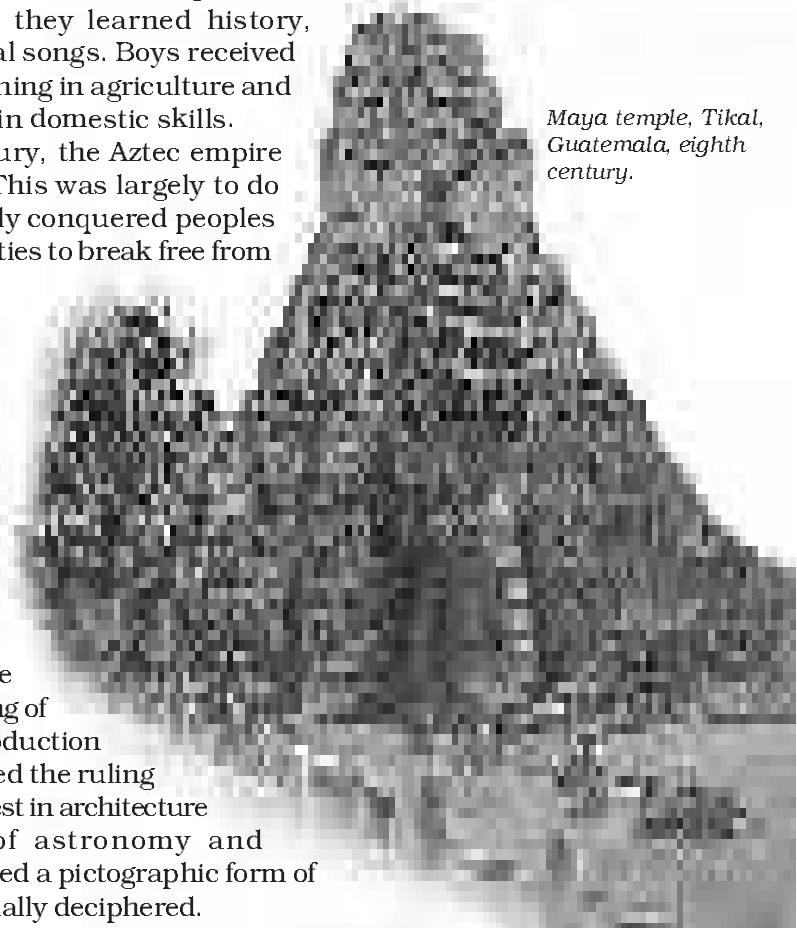 they learned history,
al songs. Boys received
ning in agriculture and
in domestic skills.
ury, the Aztec empire
This was largely to do
ly conquered peoples
ties to break free from
Maya temple, Tikal,
Guatemala, eighth
century.
e
ng of
oduction
ed the ruling
est in architecture
of astronomy and
ed a pictographic form of
ially deciphered.